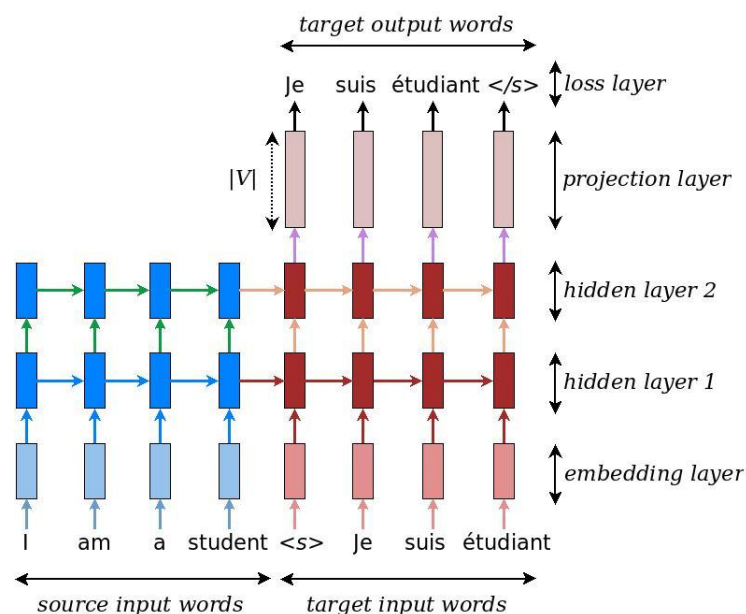 target output words
Je suis étudiant </s>
loss layer
|V|
projection layer
hidden layer 2
hidden layer 1
embedding layer
I am a student <s> Je suis étudiant
source input words
target input words